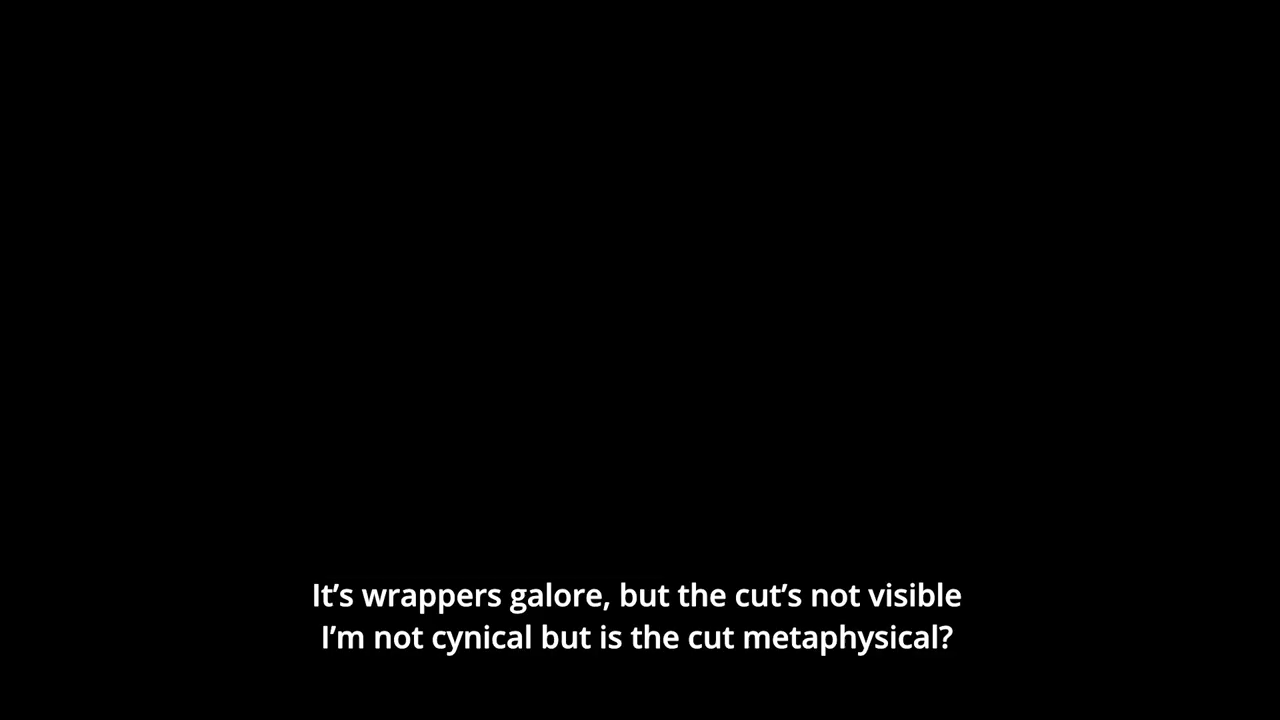 It’s wrappers galore, but the cut’s not visible
I’m not cynical but is the cut metaphysical?